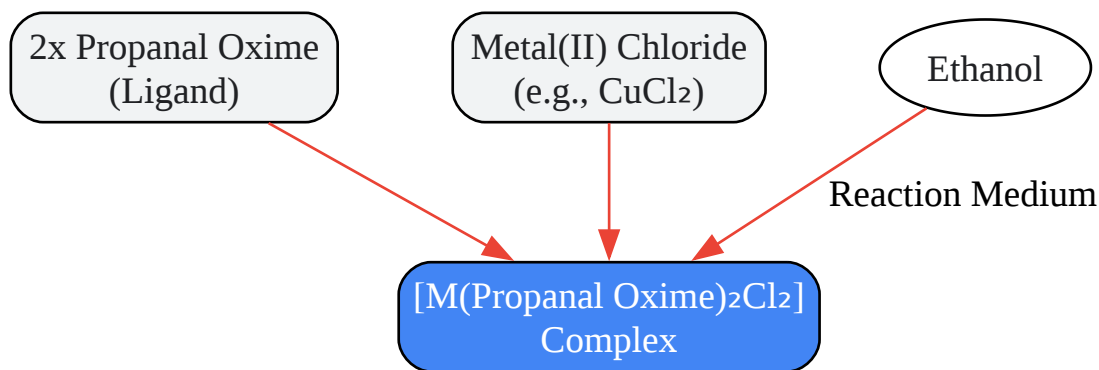 2x Propanal Oxime
(Ligand)
Metal(II) Chloride
(e.g., CuCl₂)
Ethanol
Reaction Medium
[M(Propanal Oxime)₂Cl₂]
Complex